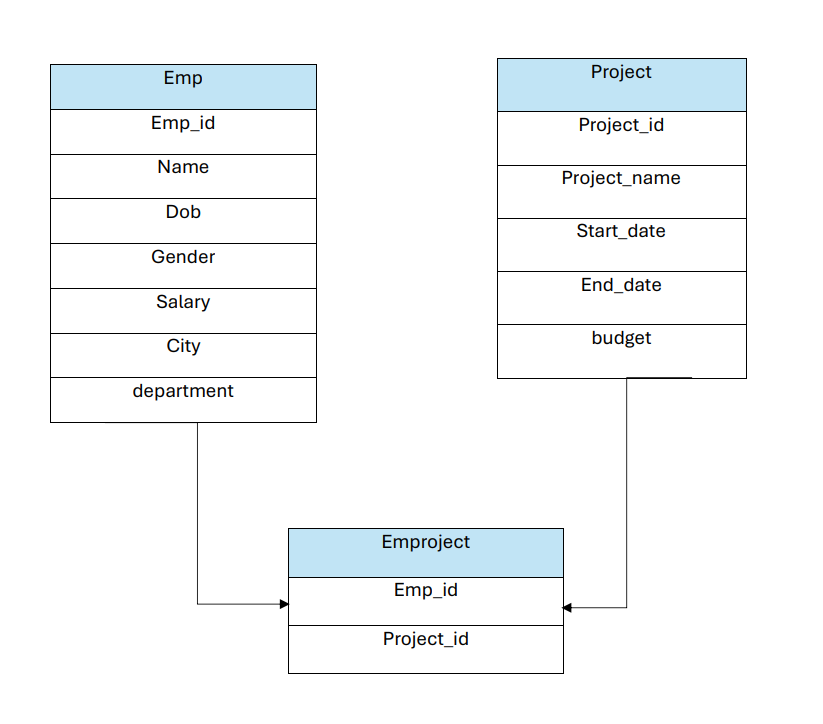 Emp
Emp_id
Name
Dob
Gender
Salary
City
department
Project
Project_id
Project_name
Start_date
End_date
budget
Emproject
Emp_id
Project_id